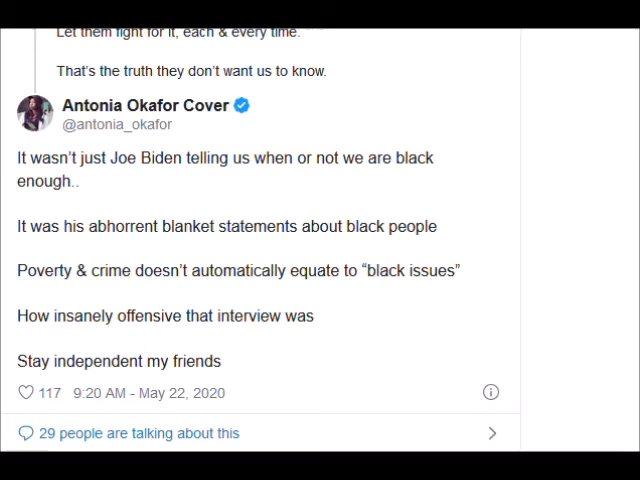 Let them fight for it, each & every time.
That's the truth they don't want us to know.
Antonia Okafor Cover
@antonia_okafor
It wasn't just Joe Biden telling us when or not we are black
enough..
It was his abhorrent blanket statements about black people
Poverty & crime doesn't automatically equate to “black issues”
How insanely offensive that interview was
Stay independent my friends
117 9:20 AM - May 22, 2020
29 people are talking about this